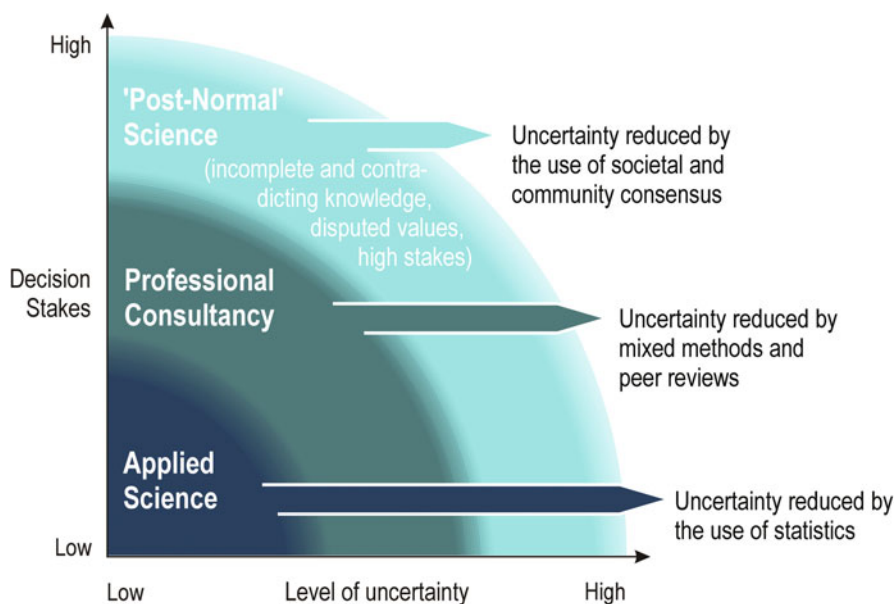 High
'Post-Normal'
Science
(incomplete and contra-
dicting knowledge,
disputed values,
high stakes)
Uncertainty reduced by
the use of societal and
community consensus
Decision
Stakes
Professional
Consultancy
Uncertainty reduced by
mixed methods and
peer reviews
Applied
Science
Uncertainty reduced by
the use of statistics
Low
Low
Level of uncertainty
High